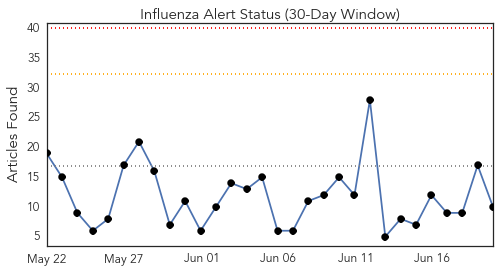 Influenza Alert Status (30-Day Window)
Articles Found
40
35
30
25
20
15
10
5
May 22
May 27
Jun 01
Jun 06
Jun 11
Jun 16